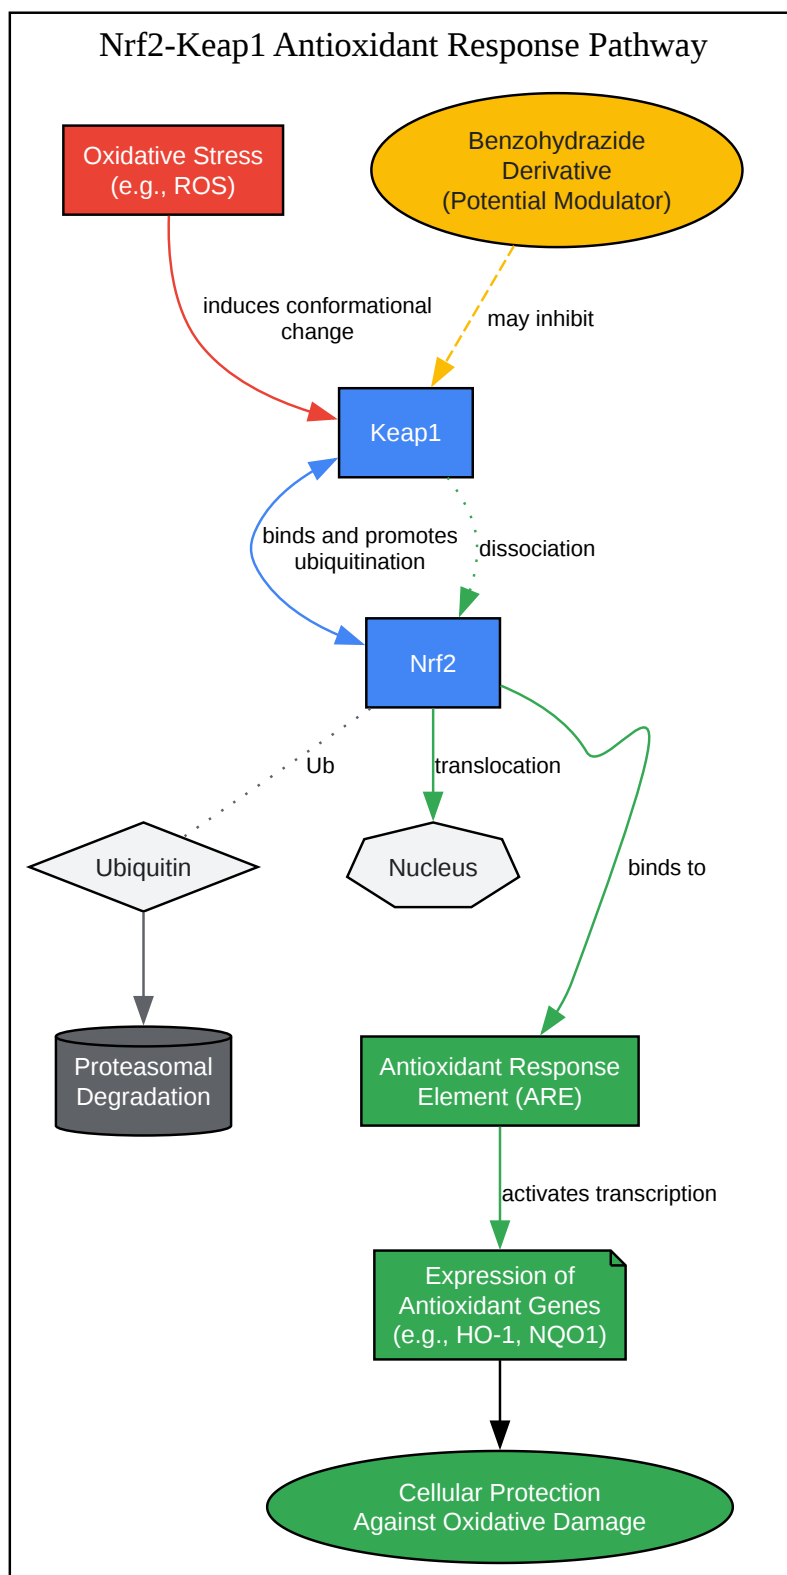 Nrf2-Keap1 Antioxidant Response Pathway
Oxidative Stress
(e.g., ROS)
Benzohydrazide
Derivative
(Potential Modulator)
induces conformational
change
may inhibit
Keap1
binds and promotes
ubiquitination
dissociation
Nrf2
Ub
translocation
Ubiquitin
Nucleus
binds to
Proteasomal
Degradation
Antioxidant Response
Element (ARE)
activates transcription
Expression of
Antioxidant Genes
(e.g., HO-1, NQO1)
Cellular Protection
Against Oxidative Damage